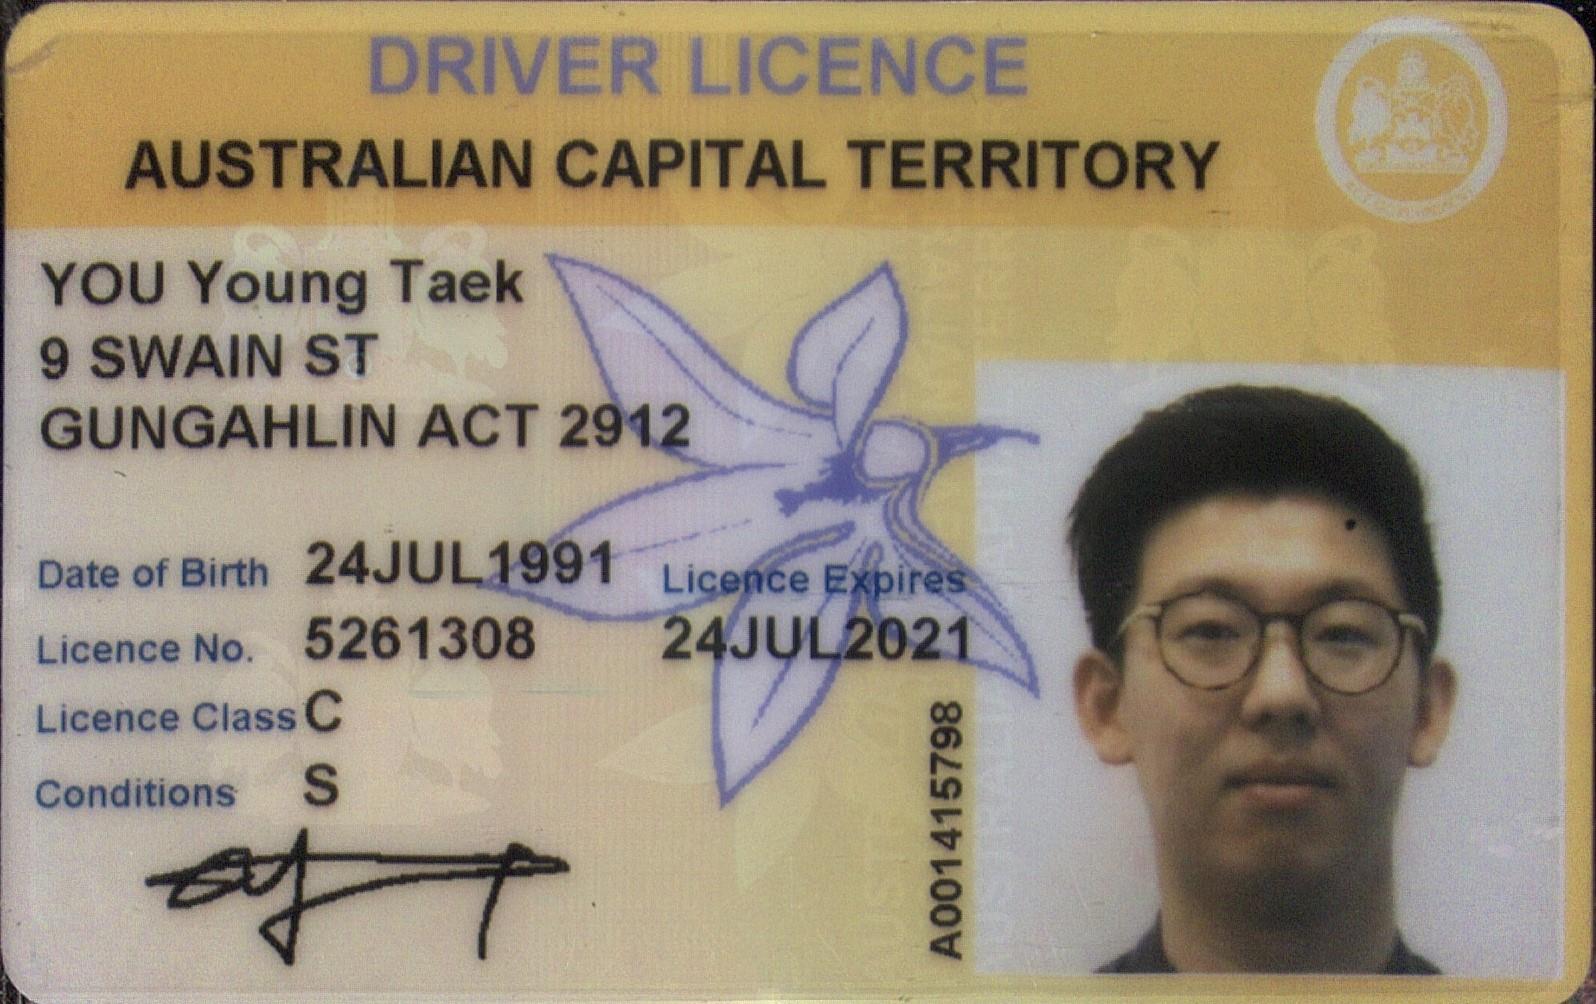 DRIVER LICENCE
AUSTRALIAN CAPITAL TERRITORY
YOU Young Taek
9 SWAIN ST
GUNGAHLIN ACT 2912
Date of Birth 24JUL1991
Licence Expires
Licence No. 5261308 24JUL2021
Licence Class C
Conditions S
A001415798